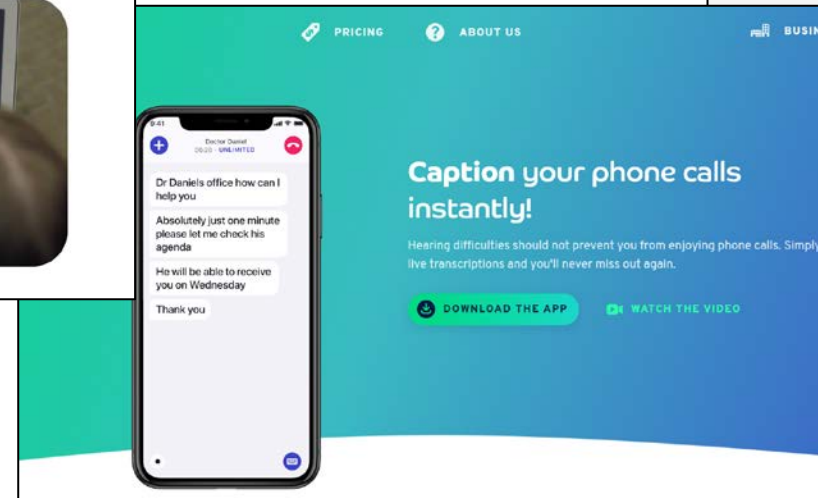 PRICING
ABOUT US
BUSIN
9:41
Doctor Daniel
UNLIMITED
Dr Daniels office how can I
help you
Absolutely just one minute
please let me check his
agenda
He will be able to receive
you on Wednesday
Thank you
Caption your phone calls
instantly!
Hearing difficulties should not prevent you from enjoying phone calls. Simply
live transcriptions and you'll never miss out again.
DOWNLOAD THE APP
WATCH THE VIDEO